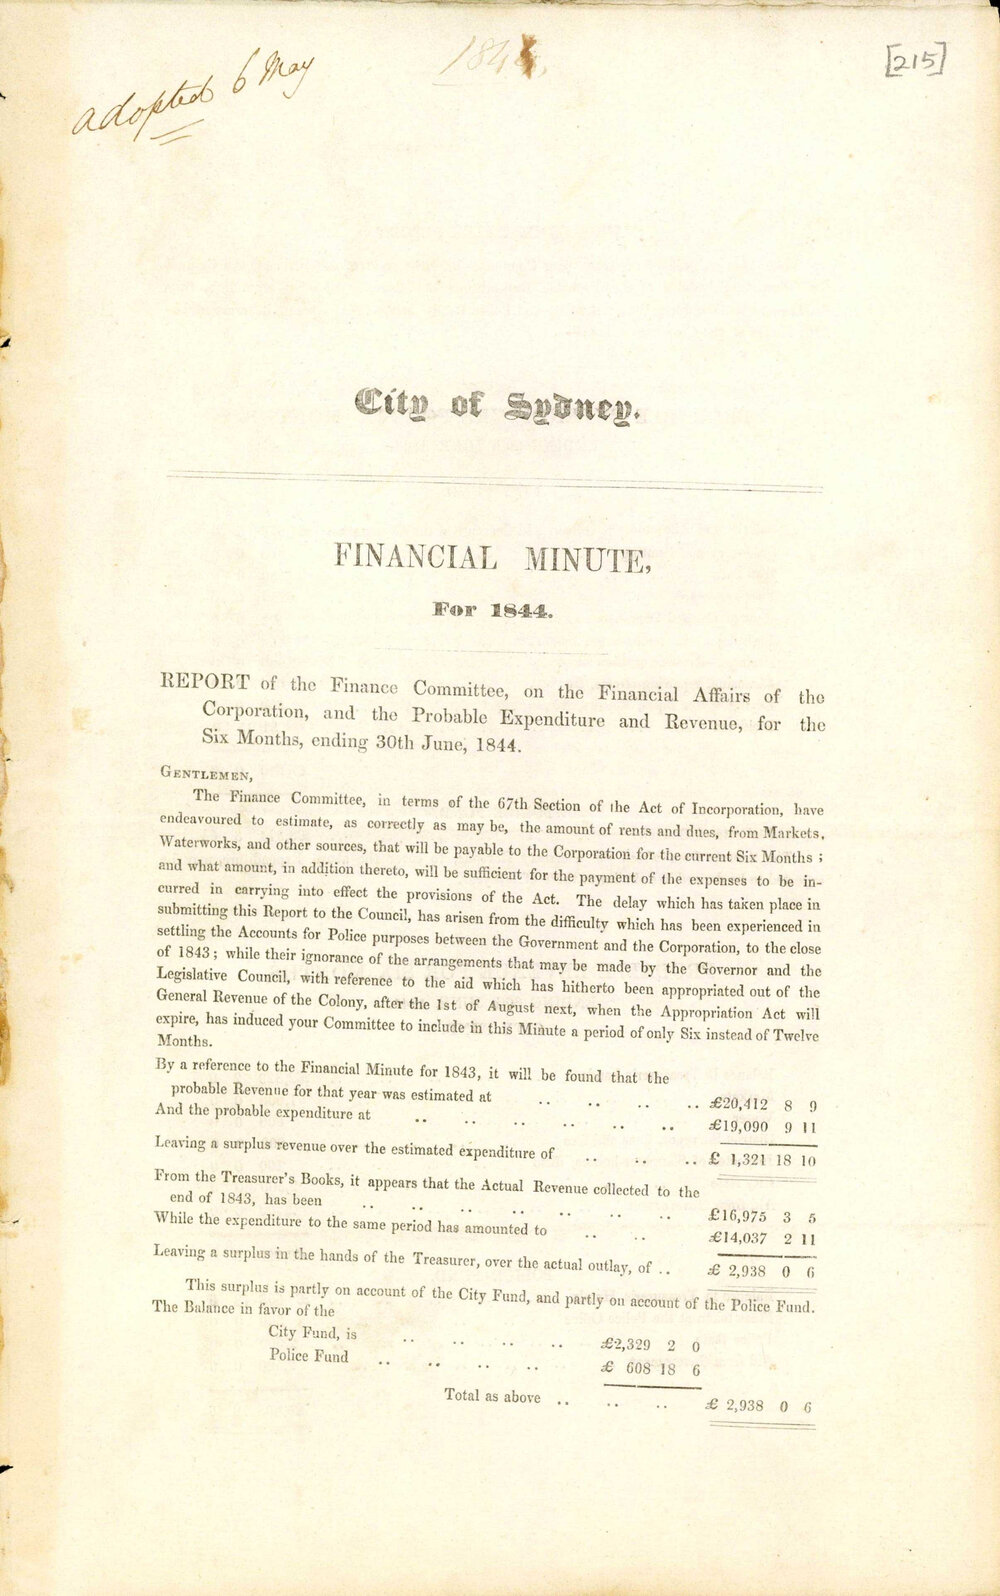 adopted 6 May
184
[215]
City of Sydney.
FINANCIAL MINUTE,
For 1844.
REPORT of the Finance Committee, on the Financial Affairs of the
Corporation, and the Probable Expenditure and Revenue, for the
Six Months, ending 30th June, 1844.
GENTLEMEN,
The Finance Committee, in terms of the 67th Section of the Act of Incorporation, have
endeavoured to estimate, as correctly as may be, the amount of rents and dues, from Markets,
Waterworks, and other sources, that will be payable to the Corporation for the current Six Months ;
and what amount, in addition thereto, will be sufficient for the payment of the expenses to be in-
curred in carrying into effect the provisions of the Act. The delay which has taken place in
submitting this Report to the Council, has arisen from the difficulty which has been experienced in
settling the Accounts for Police purposes between the Government and the Corporation, to the close
of 1843 ; while their ignorance of the arrangements that may be made by the Governor and the
Legislative Council, with reference to the aid which has hitherto been appropriated out of the
General Revenue of the Colony, after the 1st of August next, when the Appropriation Act will
expire, has induced your Committee to include in this Minute a period of only Six instead of Twelve
Months.
By a reference to the Financial Minute for 1843, it will be found that the
probable Revenue for that year was estimated at .. .. .. .. £20,412 8 9
And the probable expenditure at .. .. .. .. .. .. £19,090 9 11
Leaving a surplus revenue over the estimated expenditure of .. .. .. £ 1,321 18 10
From the Treasurer's Books, it appears that the Actual Revenue collected to the
end of 1843, has been .. .. .. .. .. .. .. £16,975 3 5
While the expenditure to the same period has amounted to .. .. £14,037 2 11
Leaving a surplus in the hands of the Treasurer, over the actual outlay, of .. £ 2,938 0 6
This surplus is partly on account of the City Fund, and partly on account of the Police Fund.
The Balance in favor of the
City Fund, is .. .. .. .. £2,329 2 0
Police Fund .. .. .. .. £ 608 18 6
Total as above .. .. .. £ 2,938 0 6